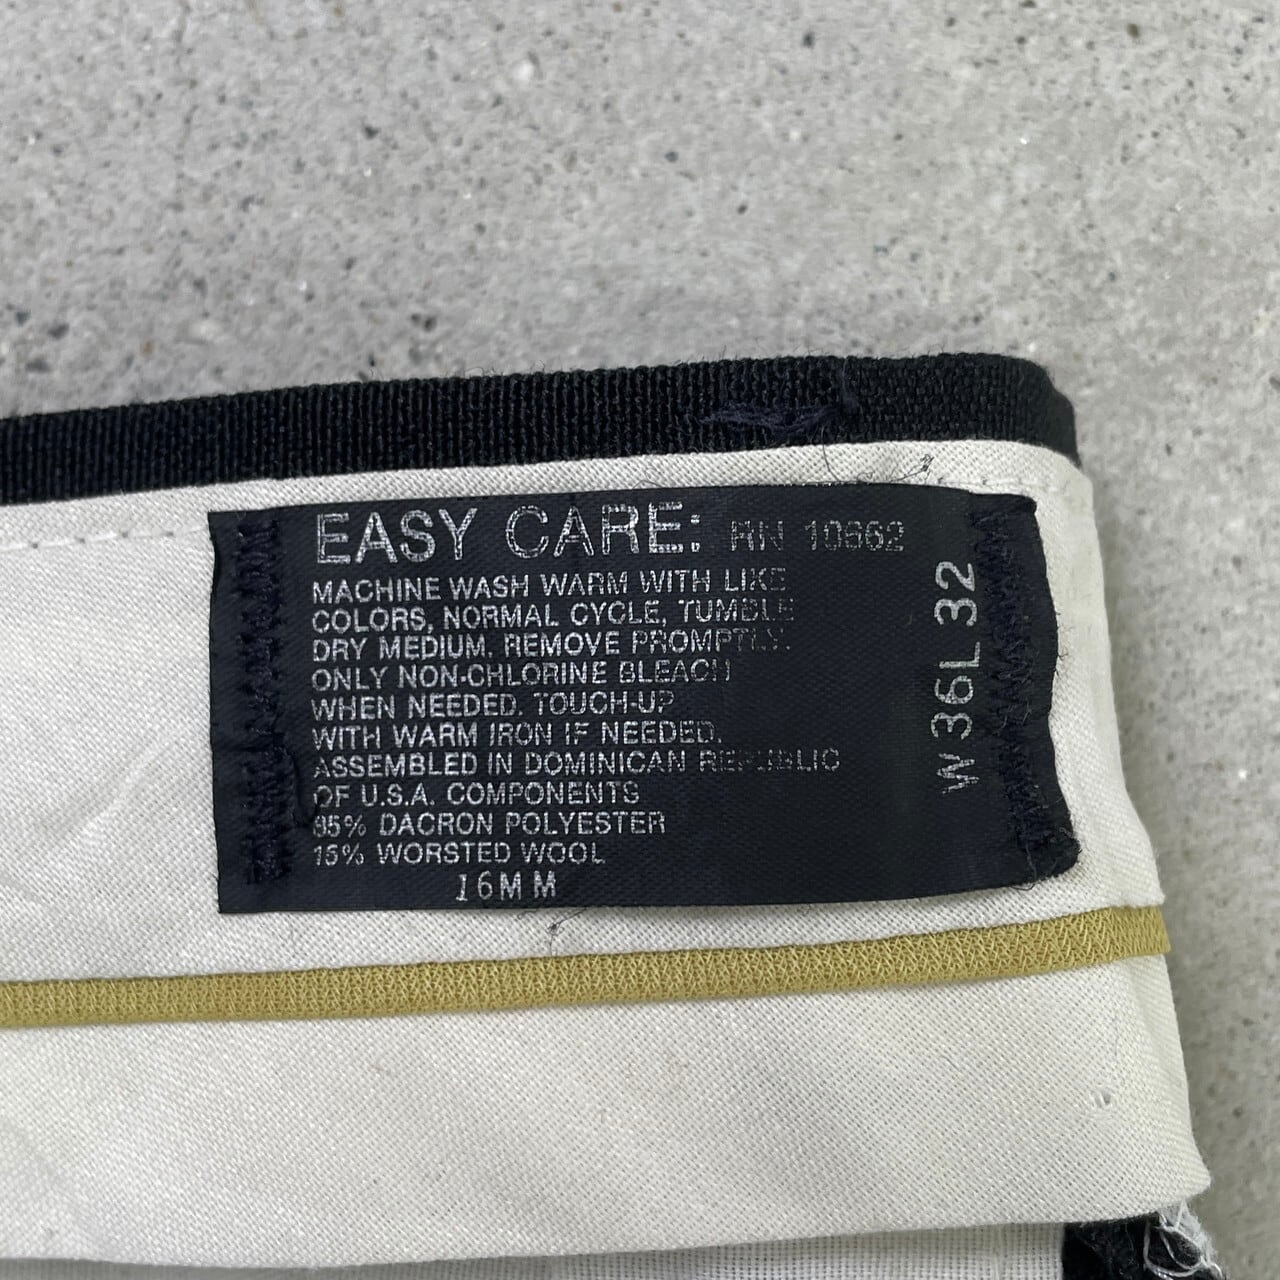 EASY CARE: RN 10662
MACHINE WASH WARM WITH LIKE
COLORS, NORMAL CYCLE, TUMBLE
DRY MEDIUM. REMOVE PROMPTLY.
ONLY NON-CHLORINE BLEACH
WHEN NEEDED. TOUCH-UP
WITH WARM IRON IF NEEDED.
ASSEMBLED IN DOMINICAN REPUBLIC
OF U.S.A. COMPONENTS
85% DACRON POLYESTER
15% WORSTED WOOL
16MM
W36L32